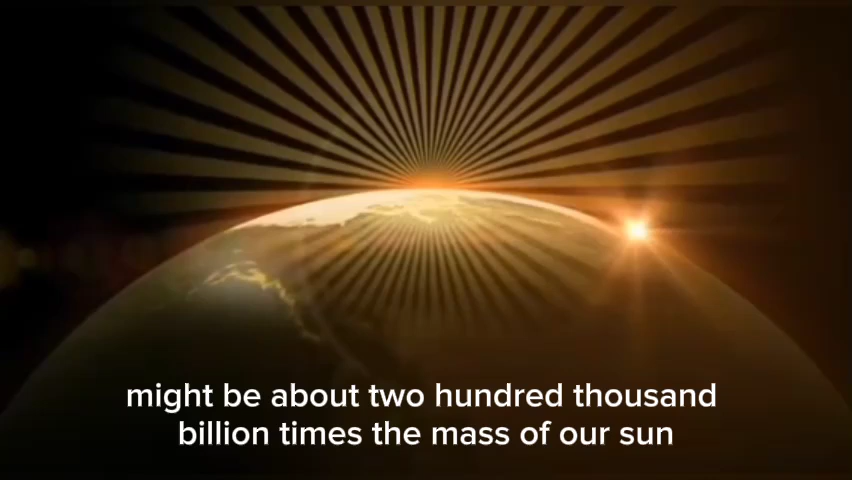 might be about two hundred thousand
billion times the mass of our sun